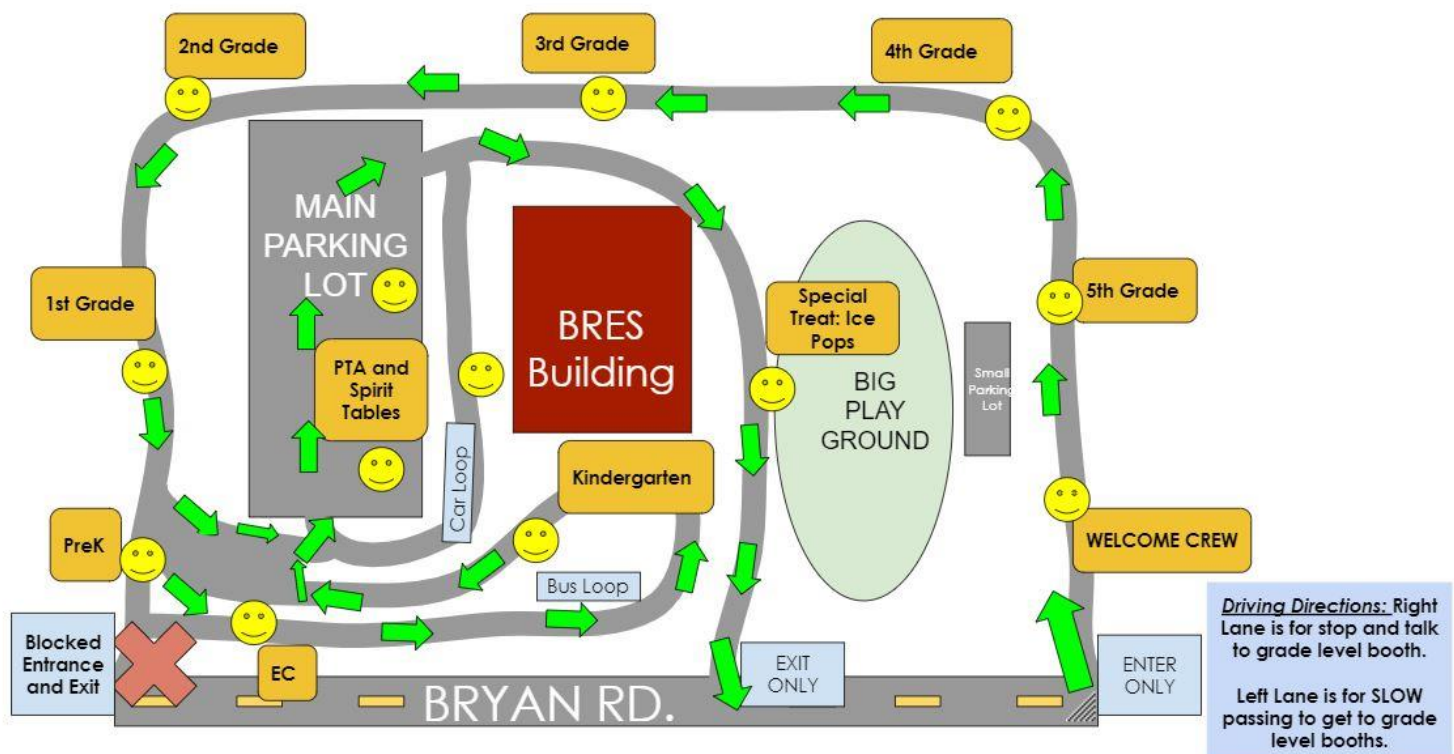 2nd Grade
3rd Grade
4th Grade
MAIN
PARKING
LOT
1st Grade
BRES
Building
Special
Treat: Ice
Pops
5th Grade
PTA and
Spirit
Tables
BIG
PLAY
GROUND
Small
Parking
Lot
Car Loop
Kindergarten
PreK
WELCOME CREW
Bus Loop
Blocked
Entrance
and Exit
EC
EXIT
ONLY
ENTER
ONLY
BRYAN RD.
Driving Directions: Right
Lane is for stop and talk
to grade level booth.
Left Lane is for SLOW
passing to get to grade
level booths.